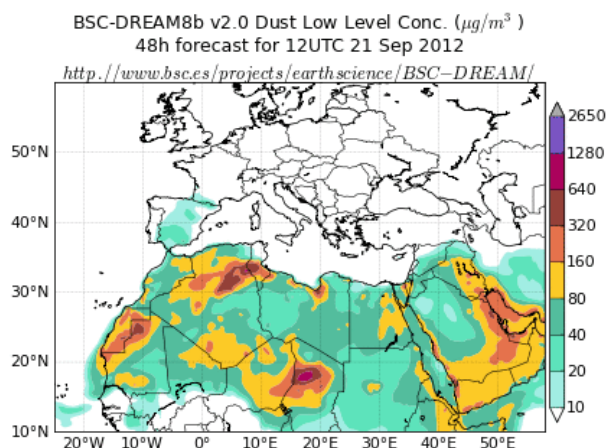 BSC-DREAM8b v2.0 Dust Low Level Conc. (μg/m³ )
48h forecast for 12UTC 21 Sep 2012
http.//www.bsc.es/projects/earthscience/BSC−DREAM/
2650
1280
640
320
160
80
40
20
10
50°N
40°N
30°N
20°N
10°N
20°W 10°W 0° 10°E 20°E 30°E 40°E 50°E